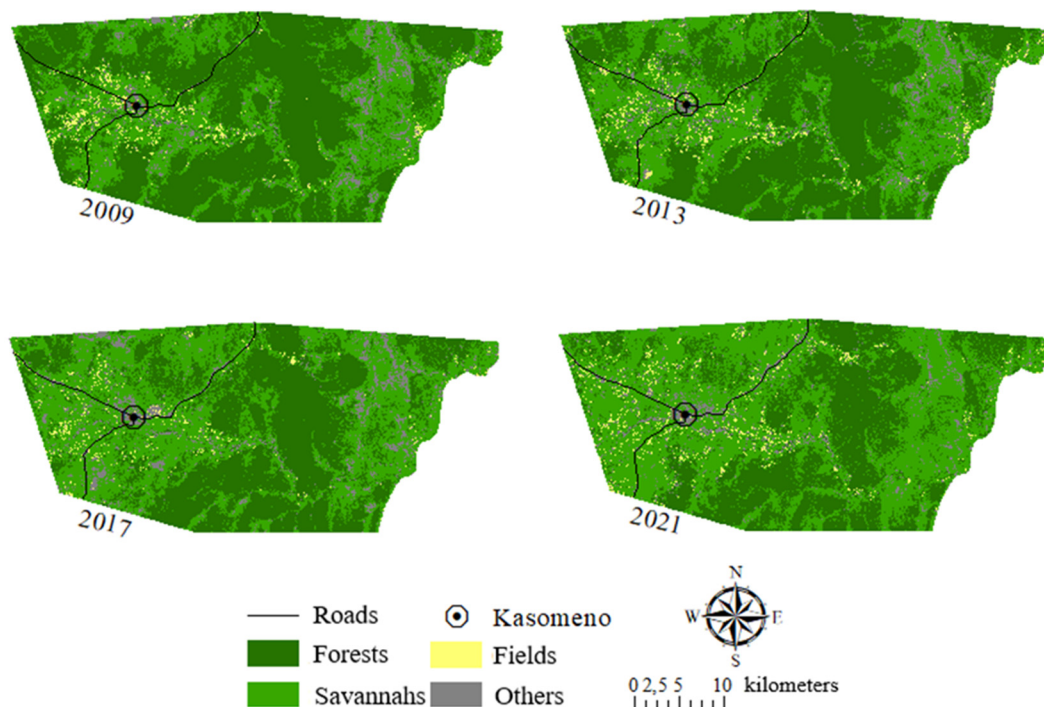 2009
2013
2017
2021
Roads
Kasomeno
Forests
Fields
Savannahs
Others
N
W E
S
0 2,5 5 10 kilometers